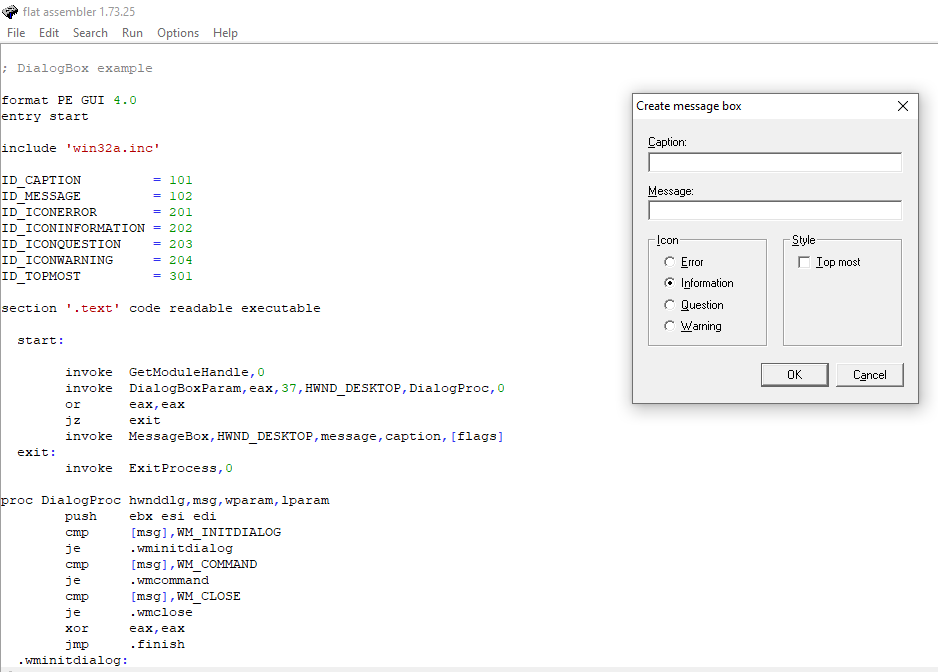 flat assembler 1.73.25
File Edit Search Run Options Help
; DialogBox example
format PE GUI 4.0
entry start
include 'win32a.inc'
ID_CAPTION         = 101
ID_MESSAGE         = 102
ID_ICONERROR       = 201
ID_ICONINFORMATION = 202
ID_ICONQUESTION    = 203
ID_ICONWARNING     = 204
ID_TOPMOST         = 301
section '.text' code readable executable
  start:
        invoke  GetModuleHandle,0
        invoke  DialogBoxParam,eax,37,HWND_DESKTOP,DialogProc,0
        or      eax,eax
        jz      exit
        invoke  MessageBox,HWND_DESKTOP,message,caption,[flags]
  exit:
        invoke  ExitProcess,0
proc DialogProc hwnddlg,msg,wparam,lparam
        push    ebx esi edi
        cmp     [msg],WM_INITDIALOG
        je      .wminitdialog
        cmp     [msg],WM_COMMAND
        je      .wmcommand
        cmp     [msg],WM_CLOSE
        je      .wmclose
        xor     eax,eax
        jmp     .finish
  .wminitdialog:
Create message box
Caption:
Message:
Icon
Error
Information
Question
Warning
Style
Top most
OK
Cancel